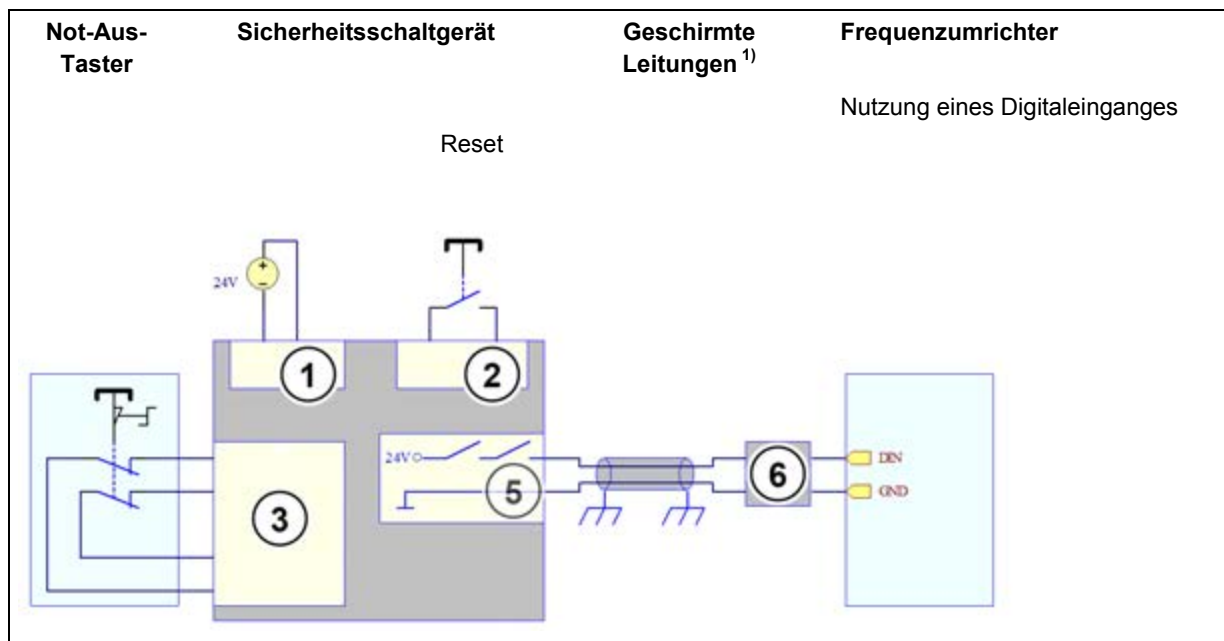 Not-Aus-
Taster
Sicherheitsschaltgerät
Geschirmte
Leitungen 1)
Frequenzumrichter
Nutzung eines Digitaleinganges
Reset
24V
1
2
3
24V
5
6
DIN
GND